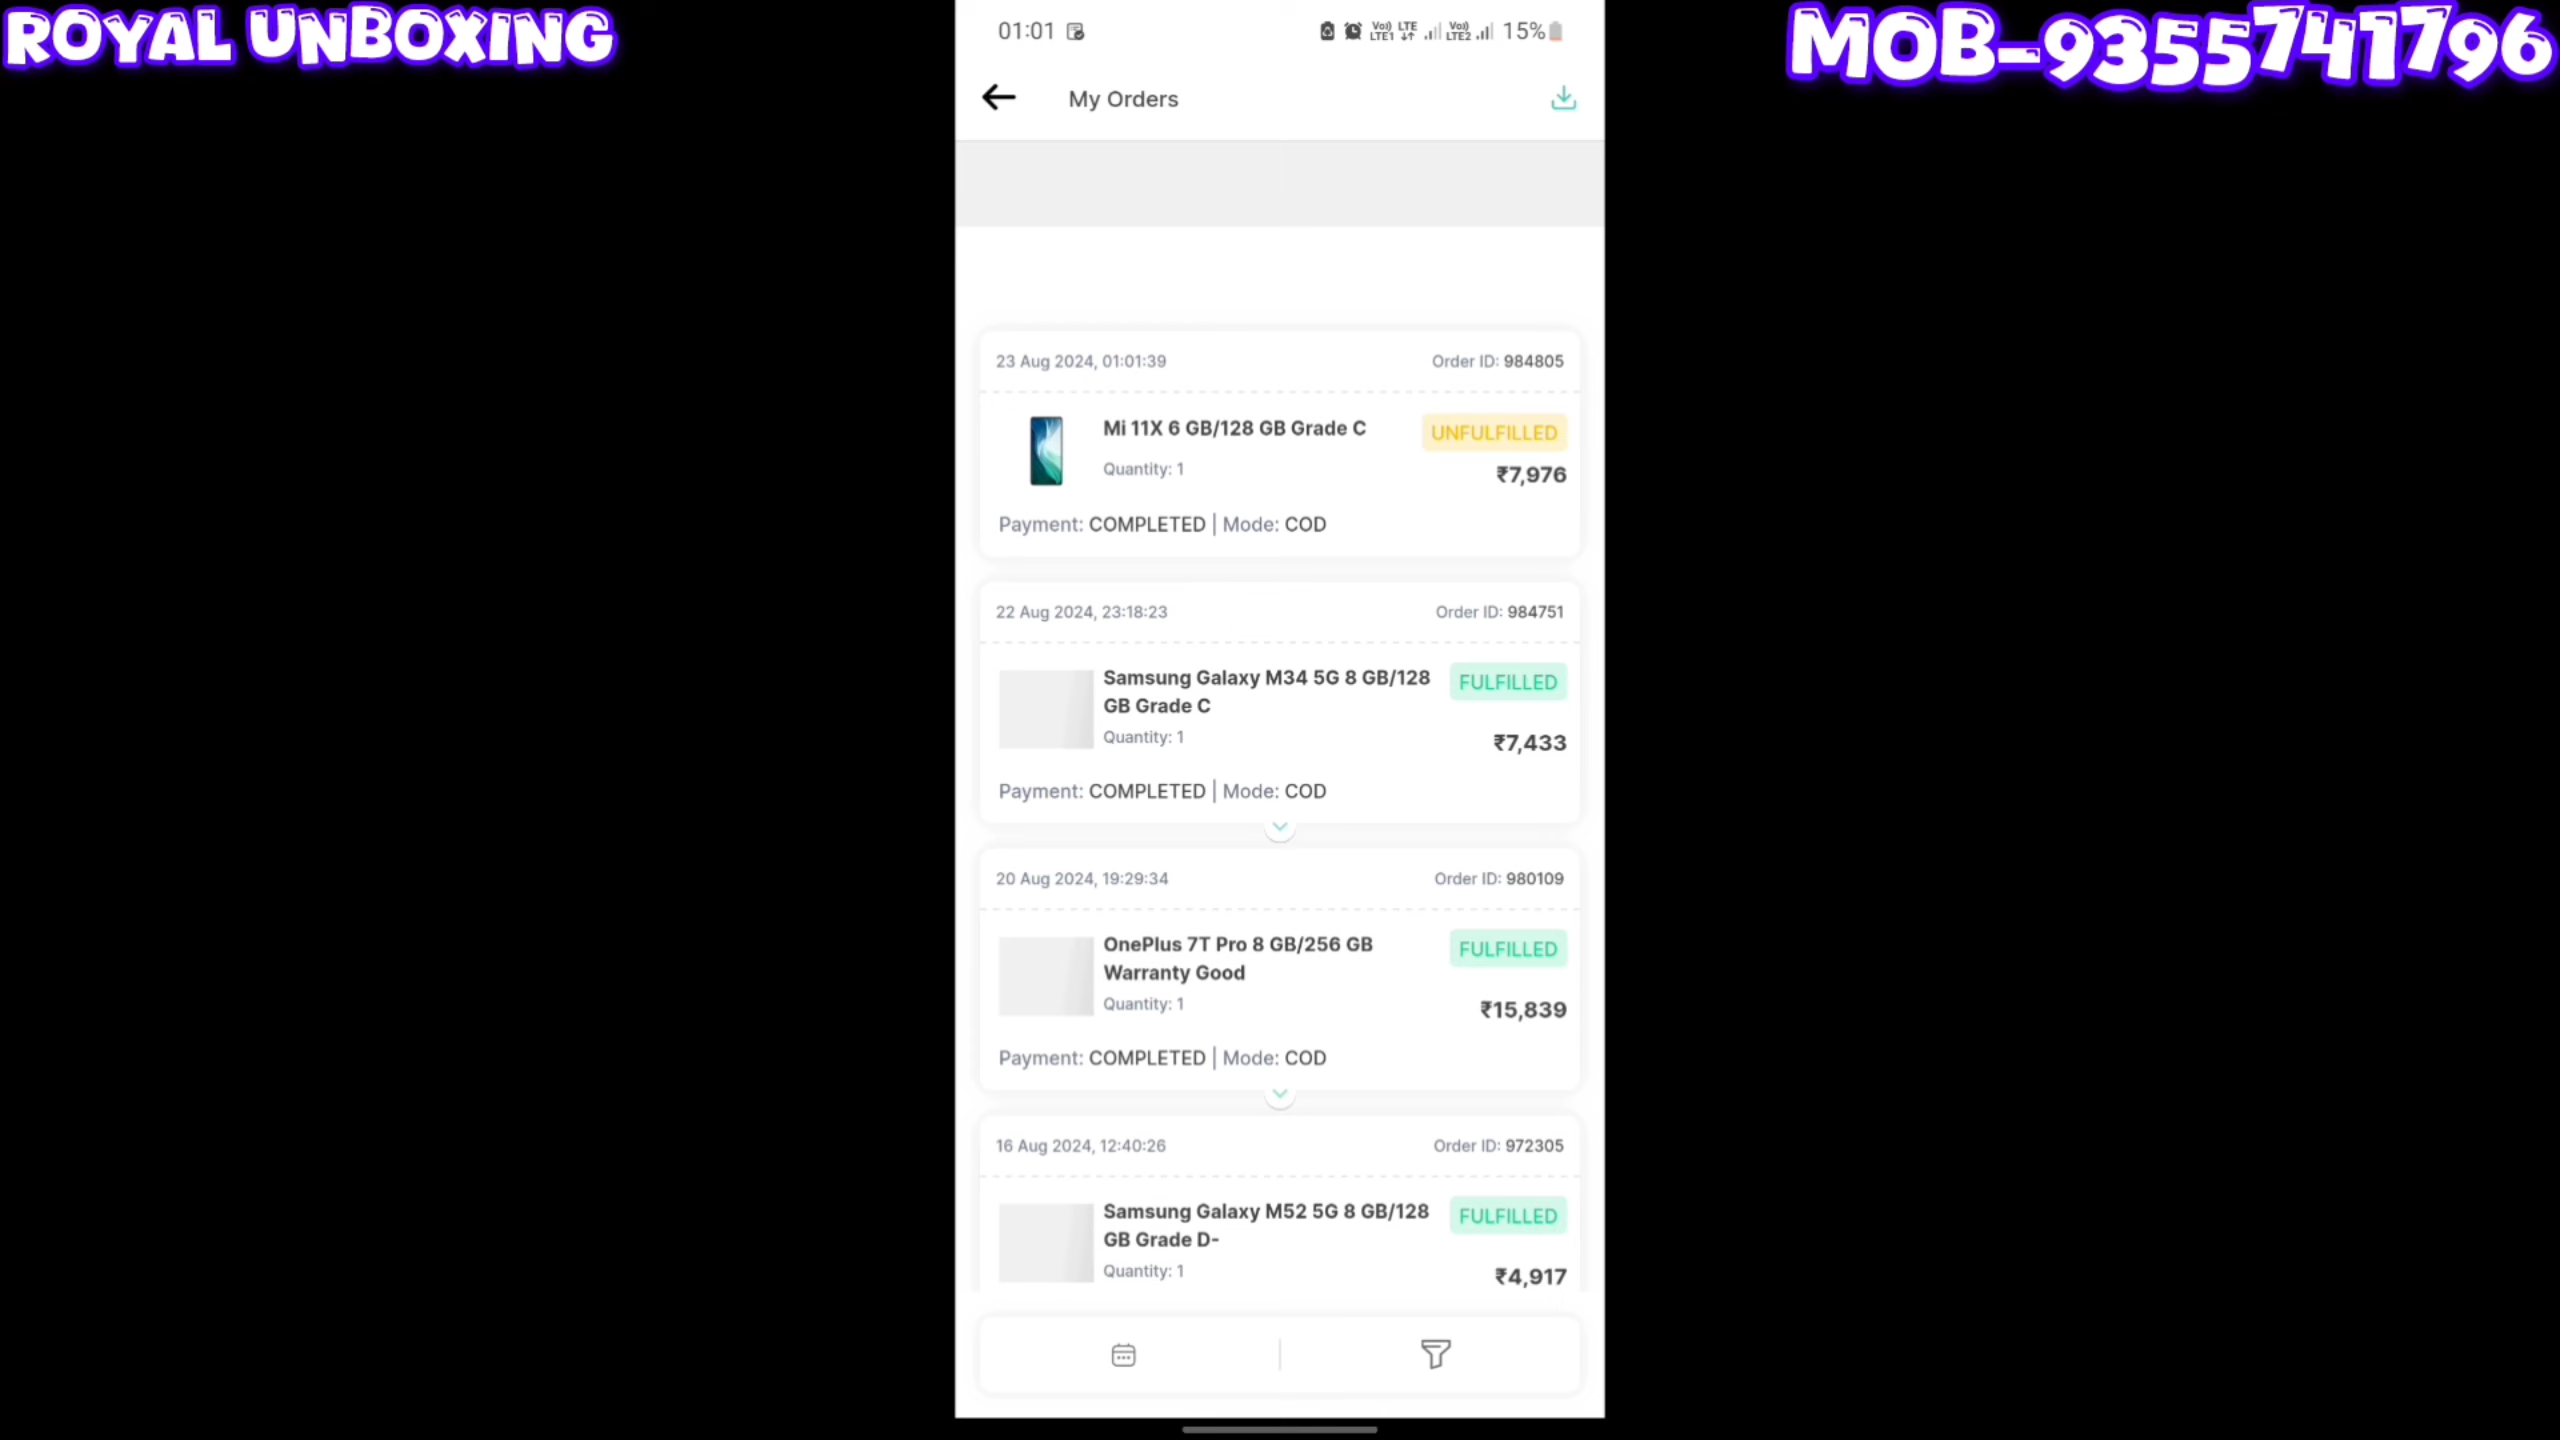 ROYAL UNBOXING
MOB-9355741796
01:01
Vo) LTE1 LTE Vo) LTE2 15%
My Orders
23 Aug 2024, 01:01:39 Order ID: 984805
Mi 11X 6 GB/128 GB Grade C UNFULFILLED
Quantity: 1 ₹7,976
Payment: COMPLETED | Mode: COD
22 Aug 2024, 23:18:23 Order ID: 984751
Samsung Galaxy M34 5G 8 GB/128 FULFILLED
GB Grade C
Quantity: 1 ₹7,433
Payment: COMPLETED | Mode: COD
20 Aug 2024, 19:29:34 Order ID: 980109
OnePlus 7T Pro 8 GB/256 GB FULFILLED
Warranty Good
Quantity: 1 ₹15,839
Payment: COMPLETED | Mode: COD
16 Aug 2024, 12:40:26 Order ID: 972305
Samsung Galaxy M52 5G 8 GB/128 FULFILLED
GB Grade D-
Quantity: 1 ₹4,917